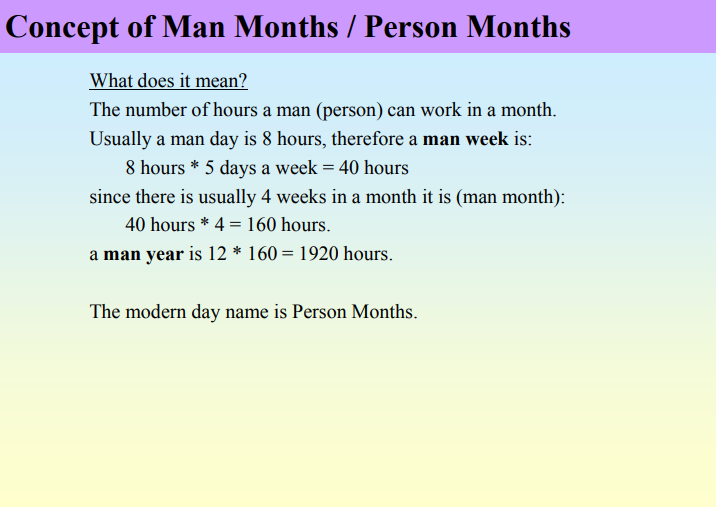 Concept of Man Months / Person Months
What does it mean?
The number of hours a man (person) can work in a month.
Usually a man day is 8 hours, therefore a man week is:
8 hours * 5 days a week = 40 hours
since there is usually 4 weeks in a month it is (man month):
40 hours * 4 = 160 hours.
a man year is 12 * 160 = 1920 hours.
The modern day name is Person Months.